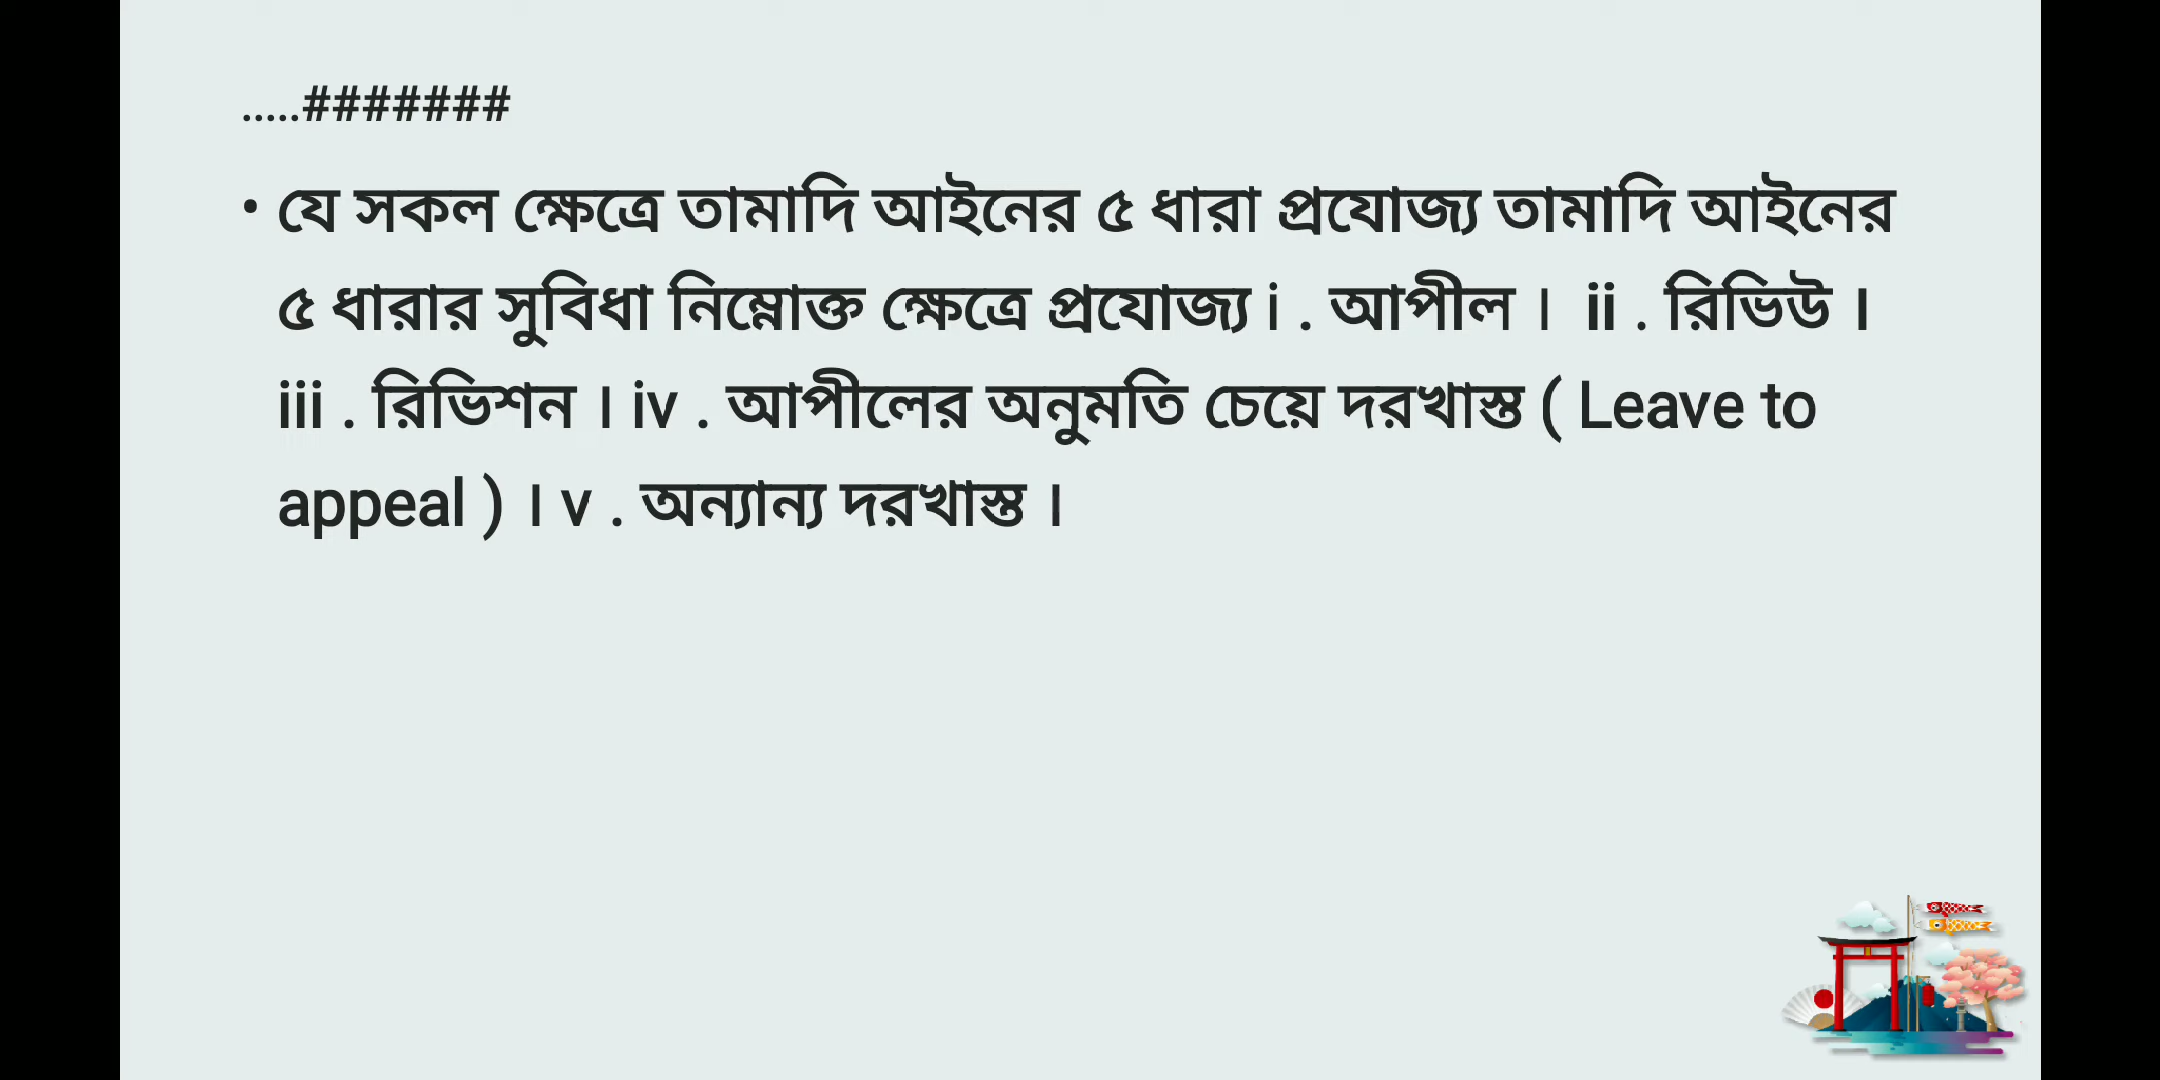 .....#######
• যে সকল ক্ষেত্রে তামাদি আইনের ৫ ধারা প্রযোজ্য তামাদি আইনের
৫ ধারার সুবিধা নিম্নোক্ত ক্ষেত্রে প্রযোজ্য i . আপীল । ii . রিভিউ ।
iii . রিভিশন । iv . আপীলের অনুমতি চেয়ে দরখাস্ত ( Leave to
appeal ) । v . অন্যান্য দরখাস্ত ।